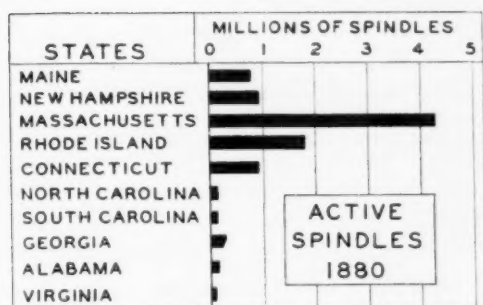 MILLIONS OF SPINDLES
STATES
0 1 2 3 4 5
MAINE
NEW HAMPSHIRE
MASSACHUSETTS
RHODE ISLAND
CONNECTICUT
NORTH CAROLINA
SOUTH CAROLINA
GEORGIA
ALABAMA
VIRGINIA
ACTIVE
SPINDLES
1880